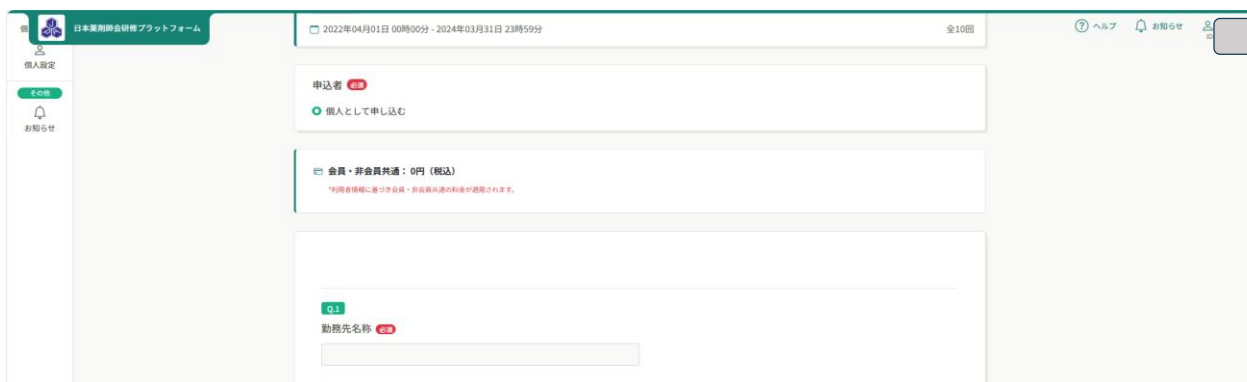 日本薬剤師会研修プラットフォーム
2022年04月01日 00時00分 - 2024年03月31日 23時59分
全10回
ヘルプ
お知らせ
個人設定
その他
お知らせ
申込者 必須
個人として申し込む
会員・非会員共通： 0円（税込）
*利用者情報に基づき会員・非会員共通の料金が適用されます。
Q.1
勤務先名称 必須